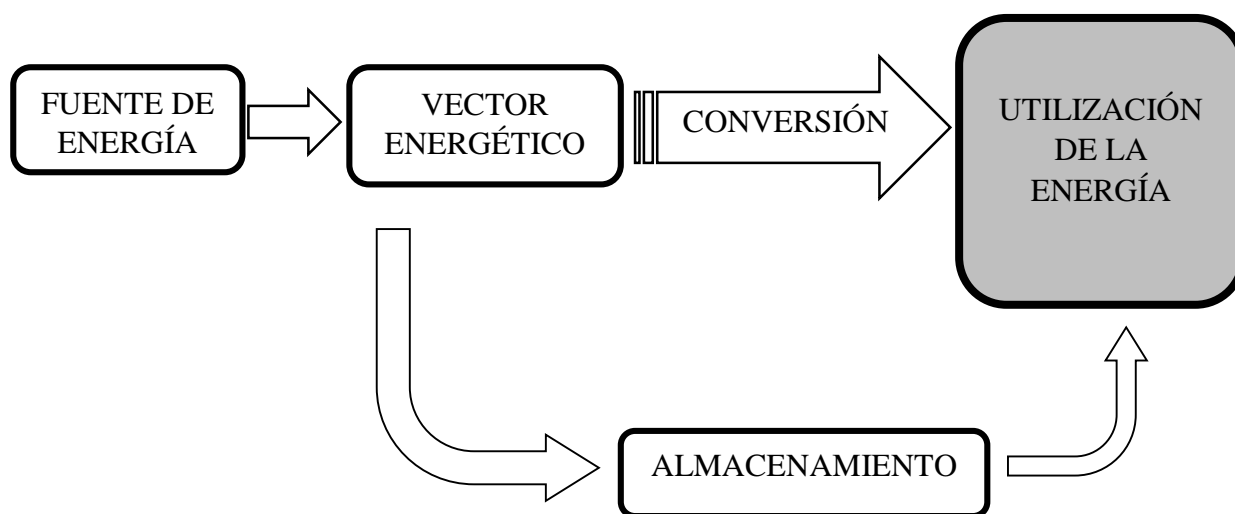 FUENTE DE
ENERGÍA
VECTOR
ENERGÉTICO
CONVERSIÓN
UTILIZACIÓN
DE LA
ENERGÍA
ALMACENAMIENTO